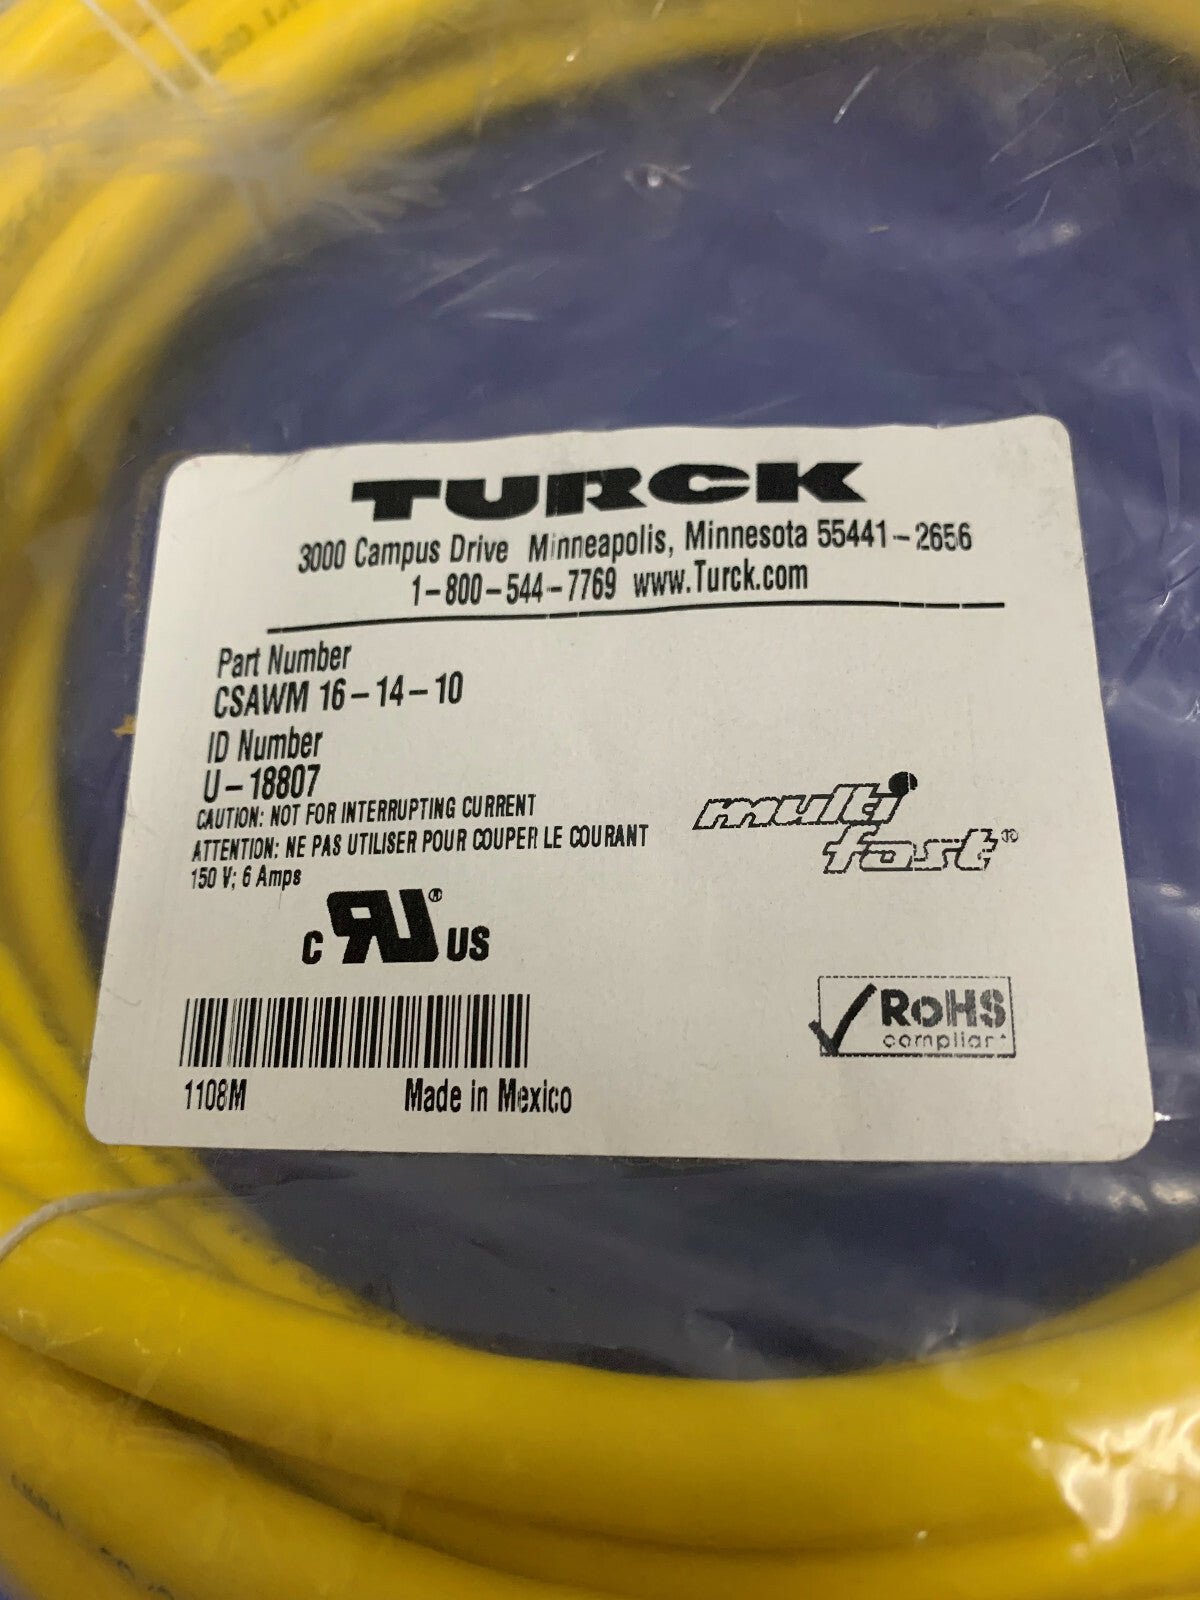 TURCK
3000 Campus Drive Minneapolis, Minnesota 55441-2656
1-800-544-7769 www.Turck.com
Part Number
CSAWM 16-14-10
ID Number
U-18807
CAUTION: NOT FOR INTERRUPTING CURRENT
ATTENTION: NE PAS UTILISER POUR COUPER LE COURANT
150 V; 6 Amps
multi
fast®
C RU® US
RoHS
compliant
1108M Made in Mexico